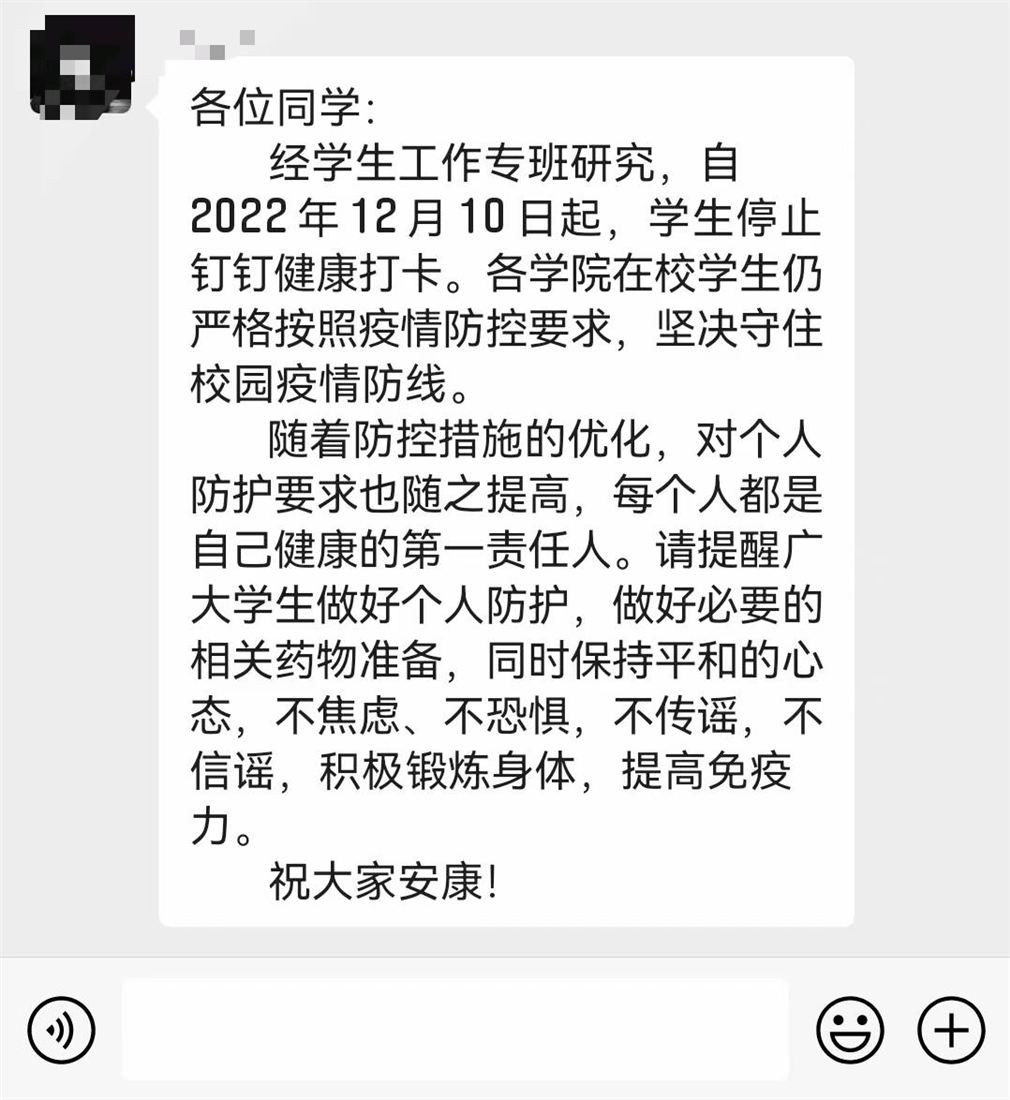 各位同学：
经学生工作专班研究，自
2022年12月10日起，学生停止
钉钉健康打卡。各学院在校学生仍
严格按照疫情防控要求，坚决守住
校园疫情防线。
随着防控措施的优化，对个人
防护要求也随之提高，每个人都是
自己健康的第一责任人。请提醒广
大学生做好个人防护，做好必要的
相关药物准备，同时保持平和的心
态，不焦虑、不恐惧，不传谣，不
信谣，积极锻炼身体，提高免疫
力。
祝大家安康！